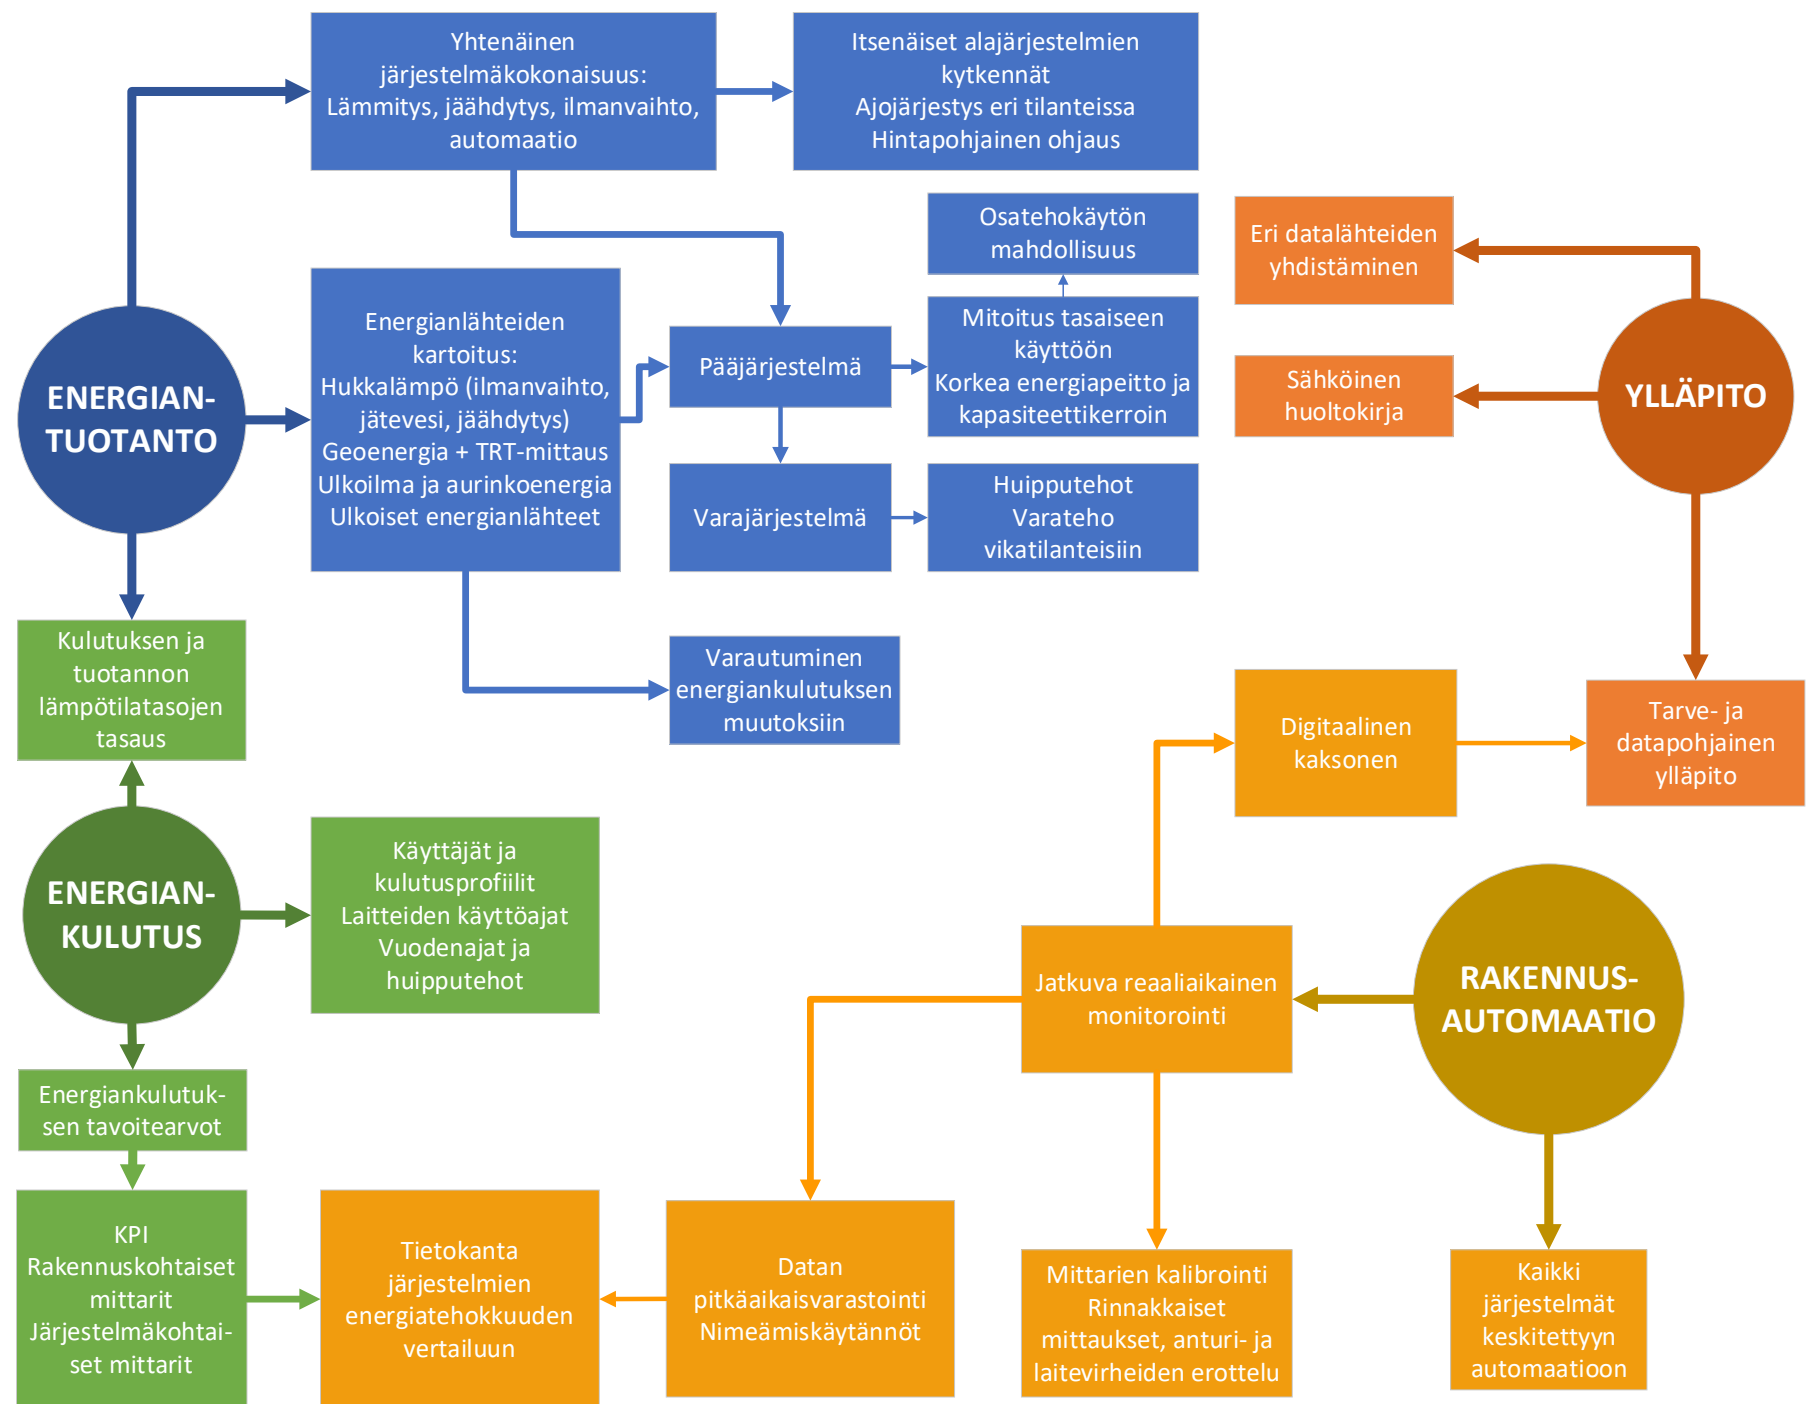 Yhtenäinen
järjestelmäkokonaisuus:
Lämmitys, jäähdytys, ilmanvaihto,
automaatio
Itsenäiset alajärjestelmien
kytkennät
Ajojärjestys eri tilanteissa
Hintapohjainen ohjaus
Osatehokäytön
mahdollisuus
Eri datalähteiden
yhdistäminen
ENERGIAN-
TUOTANTO
Energianlähteiden
kartoitus:
Hukkalämpö (ilmanvaihto,
jätevesi, jäähdytys)
Geoenergia + TRT-mittaus
Ulkoilma ja aurinkoenergia
Ulkoiset energianlähteet
Pääjärjestelmä
Mitoitus tasaiseen
käyttöön
Korkea energiapeitto ja
kapasiteettikerroin
Sähköinen
huoltokirja
YLLÄPITO
Varajärjestelmä
Huipputehot
Varateho
vikatilanteisiin
Kulutuksen ja
tuotannon
lämpötilatasojen
tasaus
Varautuminen
energiankulutuksen
muutoksiin
Digitaalinen
kaksonen
Tarve- ja
datapohjainen
ylläpito
ENERGIAN-
KULUTUS
Käyttäjät ja
kulutusprofiilit
Laitteiden käyttöajat
Vuodenajat ja
huipputehot
Jatkuva reaaliaikainen
monitorointi
RAKENNUS-
AUTOMAATIO
Energiankulutuk-
sen tavoitearvot
KPI
Rakennuskohtaiset
mittarit
Järjestelmäkohtai-
set mittarit
Tietokanta
järjestelmien
energiatehokkuuden
vertailuun
Datan
pitkäaikaisvarastointi
Nimeämiskäytännöt
Mittarien kalibrointi
Rinnakkaiset
mittaukset, anturi- ja
laitevirheiden erottelu
Kaikki
järjestelmät
keskitettyyn
automaatioon